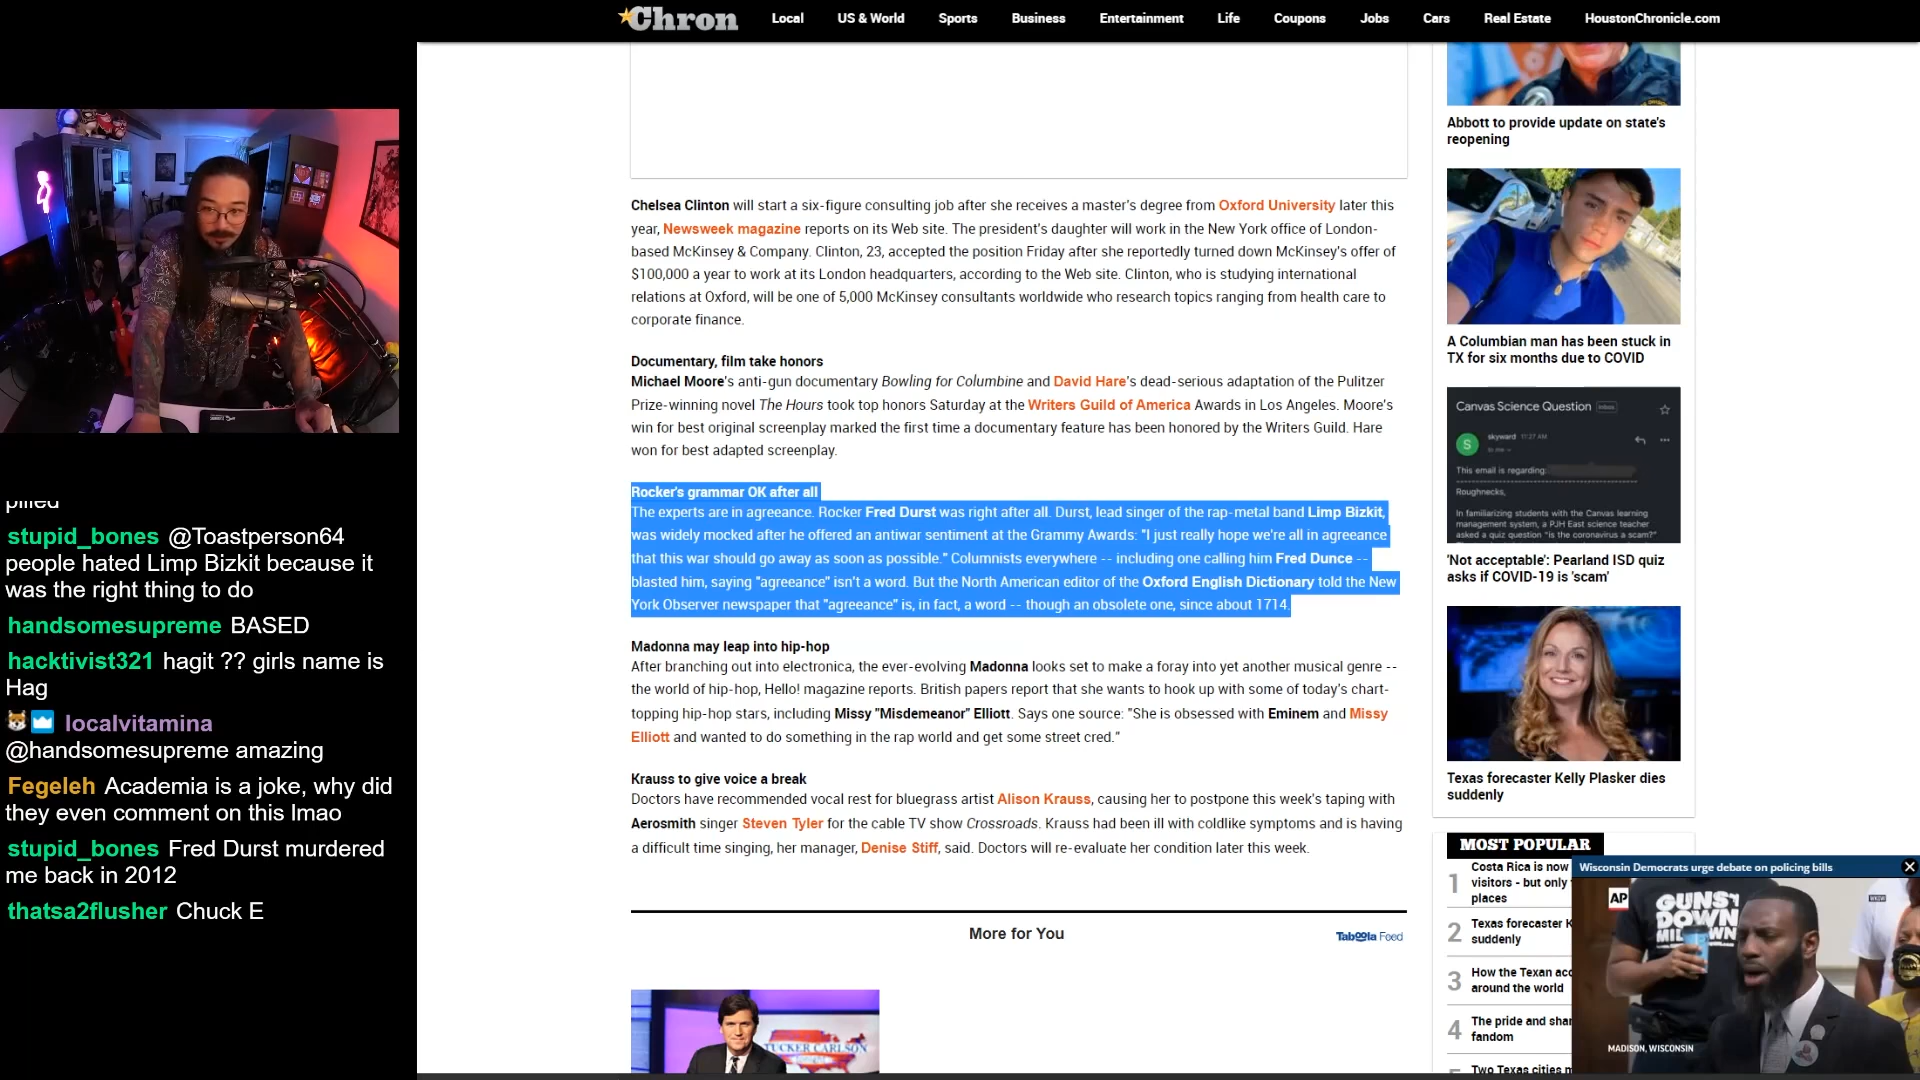 Chron
Local
US & World
Sports
Business
Entertainment
Life
Coupons
Jobs
Cars
Real Estate
HoustonChronicle.com
stupid_bones @Toastperson64
people hated Limp Bizkit because it
was the right thing to do
handsomesupreme BASED
hacktivist321 hagit ?? girls name is
Hag
localvitamina
@handsomesupreme amazing
Fegeleh Academia is a joke, why did
they even comment on this lmao
stupid_bones Fred Durst murdered
me back in 2012
thatsa2flusher Chuck E
Chelsea Clinton will start a six-figure consulting job after she receives a master's degree from Oxford University later this
year, Newsweek magazine reports on its Web site. The president's daughter will work in the New York office of London-
based McKinsey & Company. Clinton, 23, accepted the position Friday after she reportedly turned down McKinsey's offer of
$100,000 a year to work at its London headquarters, according to the Web site. Clinton, who is studying international
relations at Oxford, will be one of 5,000 McKinsey consultants worldwide who research topics ranging from health care to
corporate finance.
Documentary, film take honors
Michael Moore's anti-gun documentary Bowling for Columbine and David Hare's dead-serious adaptation of the Pulitzer
Prize-winning novel The Hours took top honors Saturday at the Writers Guild of America Awards in Los Angeles. Moore's
win for best original screenplay marked the first time a documentary feature has been honored by the Writers Guild. Hare
won for best adapted screenplay.
Rocker's grammar OK after all
The experts are in agreeance. Rocker Fred Durst was right after all. Durst, lead singer of the rap-metal band Limp Bizkit,
was widely mocked after he offered an antiwar sentiment at the Grammy Awards: "I just really hope we're all in agreeance
that this war should go away as soon as possible." Columnists everywhere -- including one calling him Fred Dunce --
blasted him, saying "agreeance" isn't a word. But the North American editor of the Oxford English Dictionary told the New
York Observer newspaper that "agreeance" is, in fact, a word -- though an obsolete one, since about 1714.
Madonna may leap into hip-hop
After branching out into electronica, the ever-evolving Madonna looks set to make a foray into yet another musical genre --
the world of hip-hop, Hello! magazine reports. British papers report that she wants to hook up with some of today's chart-
topping hip-hop stars, including Missy "Misdemeanor" Elliott. Says one source: "She is obsessed with Eminem and Missy
Elliott and wanted to do something in the rap world and get some street cred."
Krauss to give voice a break
Doctors have recommended vocal rest for bluegrass artist Alison Krauss, causing her to postpone this week's taping with
Aerosmith singer Steven Tyler for the cable TV show Crossroads. Krauss had been ill with coldlike symptoms and is having
a difficult time singing, her manager, Denise Stiff, said. Doctors will re-evaluate her condition later this week.
More for You
Taboola Feed
TUCKER CARLSON
Abbott to provide update on state's
reopening
A Columbian man has been stuck in
TX for six months due to COVID
Canvas Science Question
S
skyward 11:27 AM
This email is regarding:
Roughnecks,
In familiarizing students with the Canvas learning
management system, a PJH East science teacher
asked a quiz question "is the coronavirus a scam?"
'Not acceptable': Pearland ISD quiz
asks if COVID-19 is 'scam'
Texas forecaster Kelly Plasker dies
suddenly
MOST POPULAR
1
Costa Rica is now
visitors - but only
places
2
Texas forecaster K
suddenly
3
How the Texan acc
around the world
4
The pride and shar
fandom
Two Texas cities
Wisconsin Democrats urge debate on policing bills
AP
GUNS
DOWN
MADISON, WISCONSIN